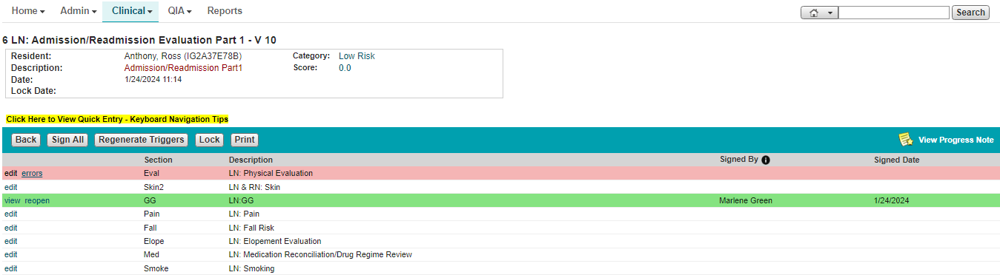 Home Admin Clinical QIA Reports Search
6 LN: Admission/Readmission Evaluation Part 1 - V 10
Resident: Anthony, Ross (IG2A37E78B) Category: Low Risk
Description: Admission/Readmission Part1 Score: 0.0
Date: 1/24/2024 11:14
Lock Date:
Click Here to View Quick Entry - Keyboard Navigation Tips
Back Sign All Regenerate Triggers Lock Print View Progress Note
Section Description Signed By Signed Date
edit errors Eval LN: Physical Evaluation
edit Skin2 LN & RN: Skin
view reopen GG LN:GG Marlene Green 1/24/2024
edit Pain LN: Pain
edit Fall LN: Fall Risk
edit Elope LN: Elopement Evaluation
edit Med LN: Medication Reconciliation/Drug Regime Review
edit Smoke LN: Smoking